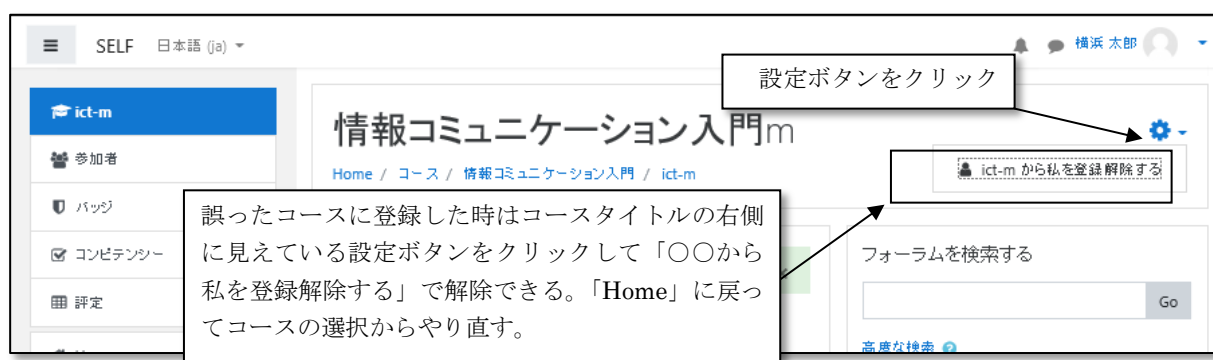 SELF 日本語 (ja)
横浜 太郎
設定ボタンをクリック
ict-m
情報コミュニケーション入門m
参加者
Home / コース / 情報コミュニケーション入門 / ict-m
ict-m から私を登録解除する
バッジ
誤ったコースに登録した時はコースタイトルの右側
に見えている設定ボタンをクリックして「〇〇から
私を登録解除する」で解除できる。「Home」に戻っ
てコースの選択からやり直す。
コンピテンシー
フォーラムを検索する
評定
Go
高度な検索